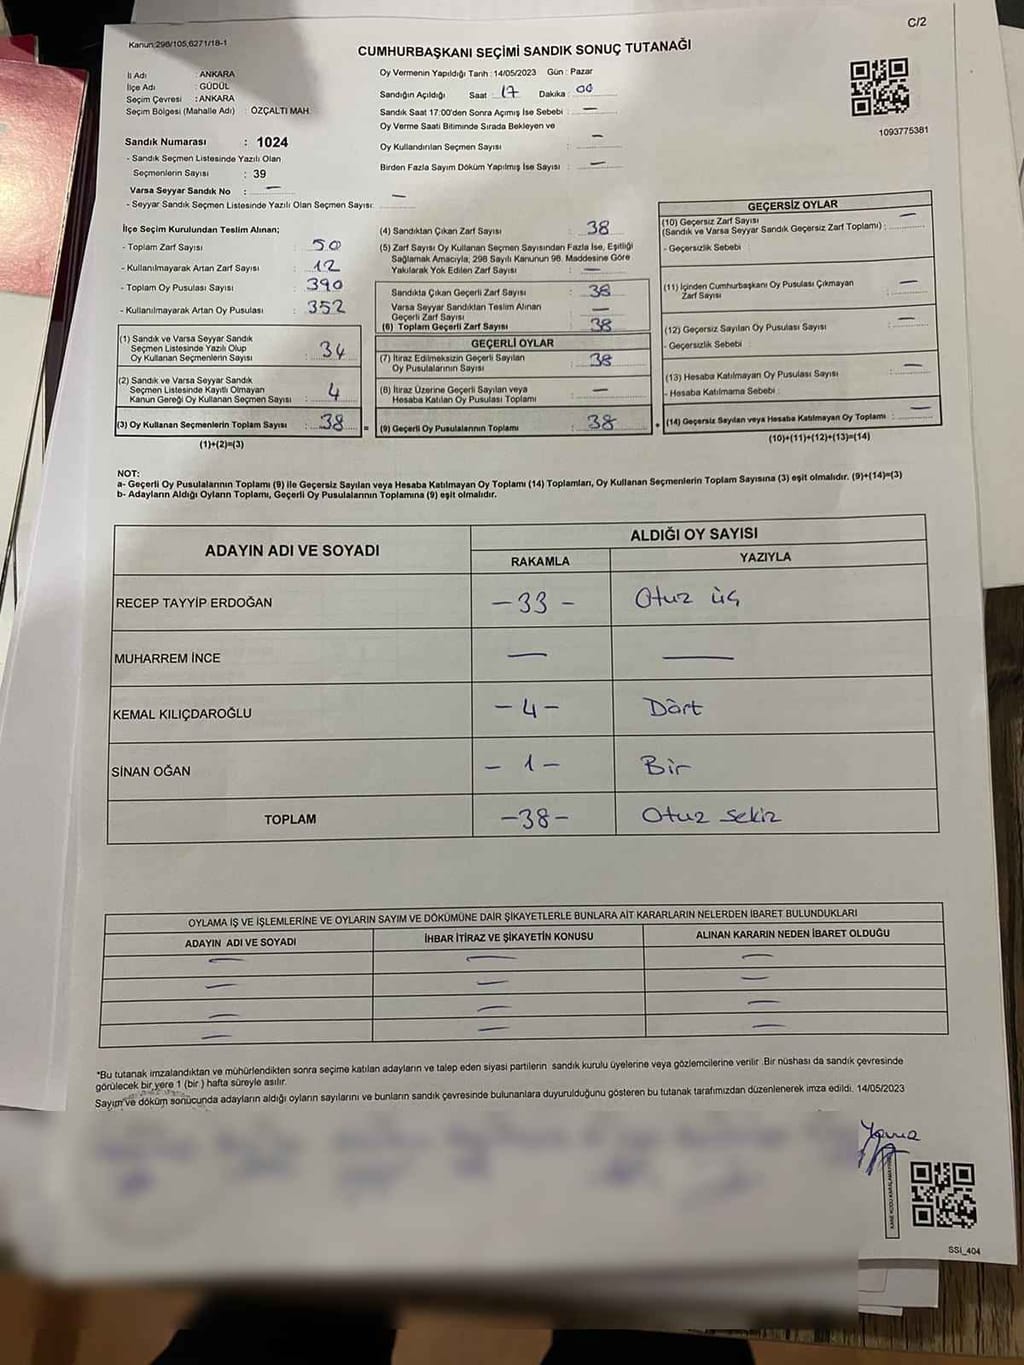 C/2
Kanun:298/105,6271/18-1
CUMHURBAŞKANI SEÇİMİ SANDIK SONUÇ TUTANAĞI
İl Adı : ANKARA
İlçe Adı : GÜDÜL
Seçim Çevresi : ANKARA
Seçim Bölgesi (Mahalle Adı) : ÖZÇALTI MAH.
Sandık Numarası : 1024
- Sandık Seçmen Listesinde Yazılı Olan
Seçmenlerin Sayısı : 39
Varsa Seyyar Sandık No : —
- Seyyar Sandık Seçmen Listesinde Yazılı Olan Seçmen Sayısı: —
Oy Vermenin Yapıldığı Tarih : 14/05/2023 Gün : Pazar
Sandığın Açıldığı Saat : 17 Dakika : 00
Sandık Saat 17:00'den Sonra Açımış İse Sebebi : —
Oy Verme Saati Bitiminde Sırada Bekleyen ve
Oy Kullandırılan Seçmen Sayısı : —
Birden Fazla Sayım Döküm Yapılmış İse Sayısı : —
1093775381
İlçe Seçim Kurulundan Teslim Alınan;
- Toplam Zarf Sayısı : 50
- Kullanılmayarak Artan Zarf Sayısı : 12
- Toplam Oy Pusulası Sayısı : 390
- Kullanılmayarak Artan Oy Pusulası : 352
(1) Sandık ve Varsa Seyyar Sandık
Seçmen Listesinde Yazılı Olup
Oy Kullanan Seçmenlerin Sayısı : 34
(2) Sandık ve Varsa Seyyar Sandık
Seçmen Listesinde Kayıtlı Olmayan
Kanun Gereği Oy Kullanan Seçmen Sayısı : 4
(3) Oy Kullanan Seçmenlerin Toplam Sayısı : 38
(1)+(2)=(3)
(4) Sandıktan Çıkan Zarf Sayısı : 38
(5) Zarf Sayısı Oy Kullanan Seçmen Sayısından Fazla İse, Eşitliği
Sağlamak Amacıyla; 298 Sayılı Kanunun 98. Maddesine Göre
Yakılarak Yok Edilen Zarf Sayısı : —
Sandıkta Çıkan Geçerli Zarf Sayısı : 38
Varsa Seyyar Sandıktan Teslim Alınan
Geçerli Zarf Sayısı : —
(6) Toplam Geçerli Zarf Sayısı : 38
GEÇERLİ OYLAR
(7) İtiraz Edilmeksizin Geçerli Sayılan
Oy Pusulalarının Sayısı : 38
(8) İtiraz Üzerine Geçerli Sayılan veya
Hesaba Katılan Oy Pusulası Toplamı : —
(9) Geçerli Oy Pusulalarının Toplamı : 38
GEÇERSİZ OYLAR
(10) Geçersiz Zarf Sayısı
(Sandık ve Varsa Seyyar Sandık Geçersiz Zarf Toplamı) : —
- Geçersizlik Sebebi :
(11) İçinden Cumhurbaşkanı Oy Pusulası Çıkmayan
Zarf Sayısı : —
(12) Geçersiz Sayılan Oy Pusulası Sayısı : —
- Geçersizlik Sebebi :
(13) Hesaba Katılmayan Oy Pusulası Sayısı : —
- Hesaba Katılmama Sebebi :
(14) Geçersiz Sayılan veya Hesaba Katılmayan Oy Toplamı : —
(10)+(11)+(12)+(13)=(14)
NOT:
a- Geçerli Oy Pusulalarının Toplamı (9) ile Geçersiz Sayılan veya Hesaba Katılmayan Oy Toplamı (14) Toplamları, Oy Kullanan Seçmenlerin Toplam Sayısına (3) eşit olmalıdır. (9)+(14)=(3)
b- Adayların Aldığı Oyların Toplamı, Geçerli Oy Pusulalarının Toplamına (9) eşit olmalıdır.
ADAYIN ADI VE SOYADI ALDIĞI OY SAYISI
RAKAMLA YAZIYLA
RECEP TAYYİP ERDOĞAN -33- Otuz üç
MUHARREM İNCE — —
KEMAL KILIÇDAROĞLU -4- Dört
SİNAN OĞAN -1- Bir
TOPLAM -38- Otuz sekiz
OYLAMA İŞ VE İŞLEMLERİNE VE OYLARIN SAYIM VE DÖKÜMÜNE DAİR ŞİKAYETLERLE BUNLARA AİT KARARLARIN NELERDEN İBARET BULUNDUKLARI
ADAYIN ADI VE SOYADI İHBAR İTİRAZ VE ŞİKAYETİN KONUSU ALINAN KARARIN NEDEN İBARET OLDUĞU
— — —
— — —
— — —
— — —
*Bu tutanak imzalandıktan ve mühürlendikten sonra seçime katılan adayların ve talep eden siyasi partilerin sandık kurulu üyelerine veya gözlemcilerine verilir .Bir nüshası da sandık çevresinde
görülecek bir yere 1 (bir ) hafta süreyle asılır.
Sayım ve döküm sonucunda adayların aldığı oyların sayılarını ve bunların sandık çevresinde bulunanlara duyurulduğunu gösteren bu tutanak tarafımızdan düzenlenerek imza edildi. 14/05/2023
SSİ_404